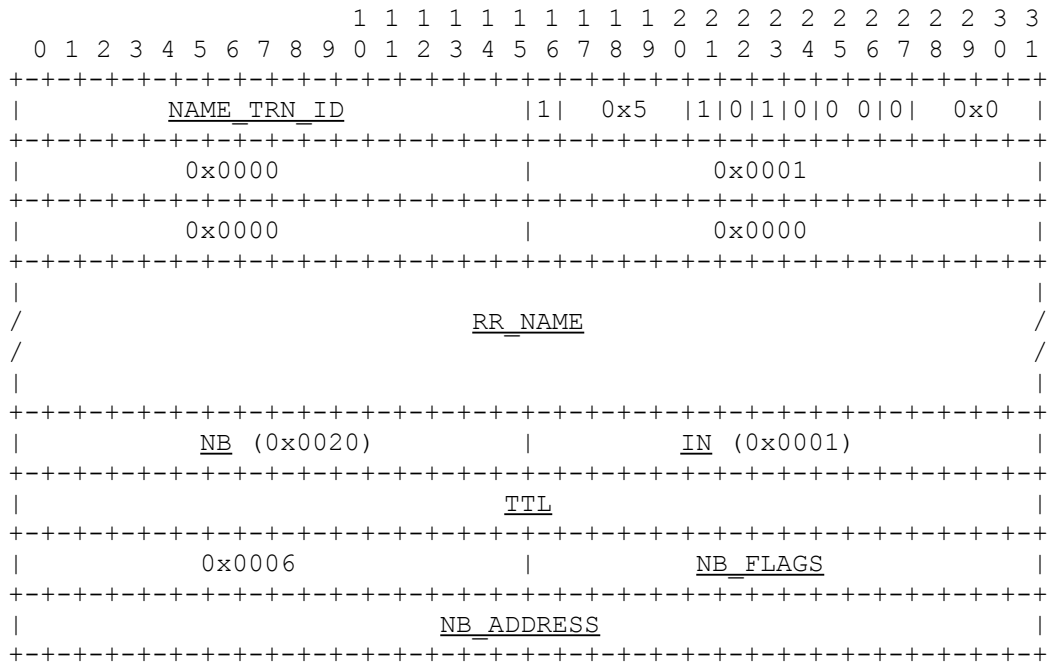 1 1 1 1 1 1 1 1 1 1 2 2 2 2 2 2 2 2 2 2 3 3
 0 1 2 3 4 5 6 7 8 9 0 1 2 3 4 5 6 7 8 9 0 1 2 3 4 5 6 7 8 9 0 1
+-+-+-+-+-+-+-+-+-+-+-+-+-+-+-+-+-+-+-+-+-+-+-+-+-+-+-+-+-+-+-+-+
|         NAME_TRN_ID           |1|  0x5  |1|0|1|0|0 0|0|  0x0  |
+-+-+-+-+-+-+-+-+-+-+-+-+-+-+-+-+-+-+-+-+-+-+-+-+-+-+-+-+-+-+-+-+
|          0x0000               |           0x0001              |
+-+-+-+-+-+-+-+-+-+-+-+-+-+-+-+-+-+-+-+-+-+-+-+-+-+-+-+-+-+-+-+-+
|          0x0000               |           0x0000              |
+-+-+-+-+-+-+-+-+-+-+-+-+-+-+-+-+-+-+-+-+-+-+-+-+-+-+-+-+-+-+-+-+
|                                                               |
/                            RR_NAME                            /
/                                                               /
|                                                               |
+-+-+-+-+-+-+-+-+-+-+-+-+-+-+-+-+-+-+-+-+-+-+-+-+-+-+-+-+-+-+-+-+
|           NB (0x0020)         |         IN (0x0001)           |
+-+-+-+-+-+-+-+-+-+-+-+-+-+-+-+-+-+-+-+-+-+-+-+-+-+-+-+-+-+-+-+-+
|                              TTL                              |
+-+-+-+-+-+-+-+-+-+-+-+-+-+-+-+-+-+-+-+-+-+-+-+-+-+-+-+-+-+-+-+-+
|           0x0006              |          NB_FLAGS             |
+-+-+-+-+-+-+-+-+-+-+-+-+-+-+-+-+-+-+-+-+-+-+-+-+-+-+-+-+-+-+-+-+
|                          NB_ADDRESS                           |
+-+-+-+-+-+-+-+-+-+-+-+-+-+-+-+-+-+-+-+-+-+-+-+-+-+-+-+-+-+-+-+-+